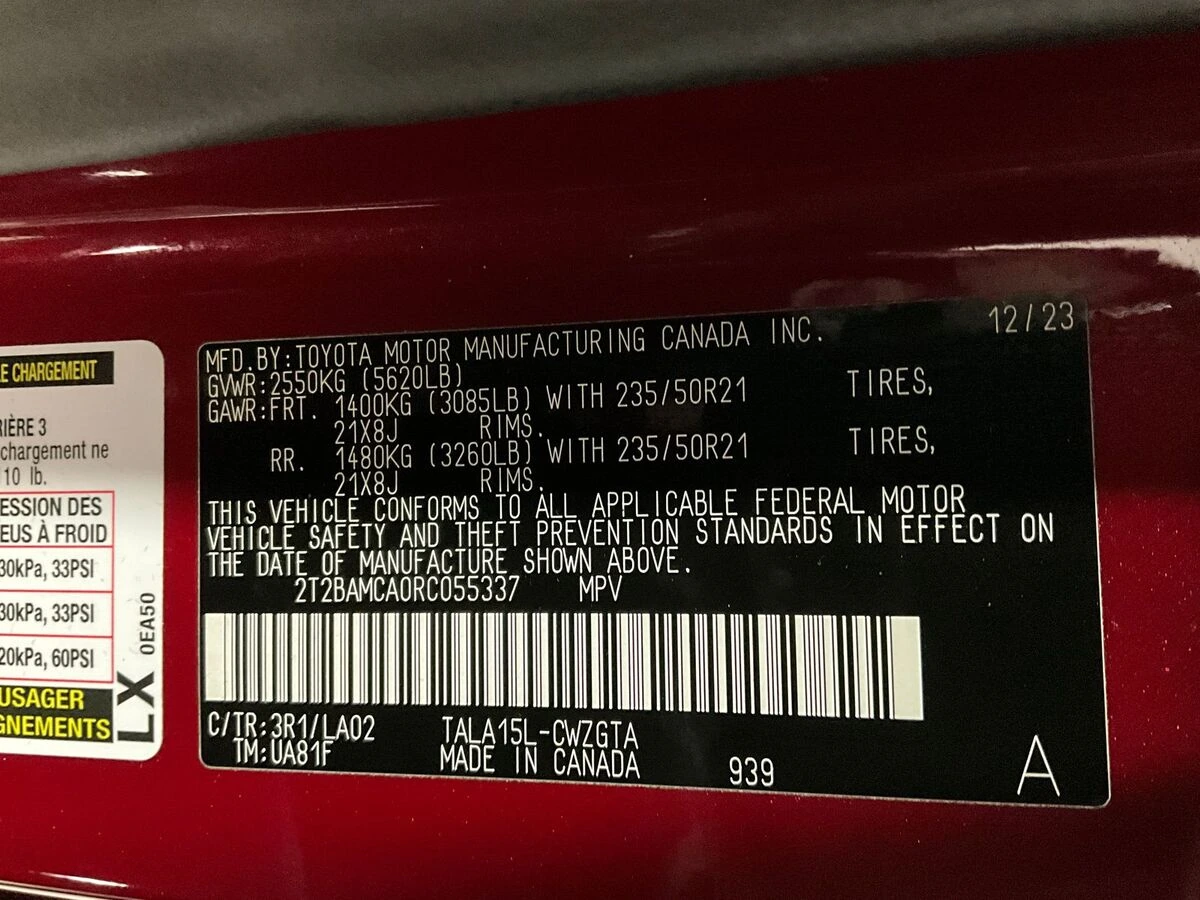 E CHARGEMENT
RIÈRE 3
chargement ne
110 lb.
ESSION DES
EUS À FROID
30kPa, 33PSI
30kPa, 33PSI
20kPa, 60PSI
USAGER
GNEMENTS
LX
0EA50
12/23
MFD.BY:TOYOTA MOTOR MANUFACTURING CANADA INC.
GVWR:2550KG (5620LB)
GAWR:FRT. 1400KG (3085LB) WITH 235/50R21 TIRES,
21X8J RIMS.
RR. 1480KG (3260LB) WITH 235/50R21 TIRES,
21X8J RIMS.
THIS VEHICLE CONFORMS TO ALL APPLICABLE FEDERAL MOTOR
VEHICLE SAFETY AND THEFT PREVENTION STANDARDS IN EFFECT ON
THE DATE OF MANUFACTURE SHOWN ABOVE.
2T2BAMCA0RC055337 MPV
C/TR:3R1/LA02 TALA15L-CWZGTA
TM:UA81F MADE IN CANADA 939
A